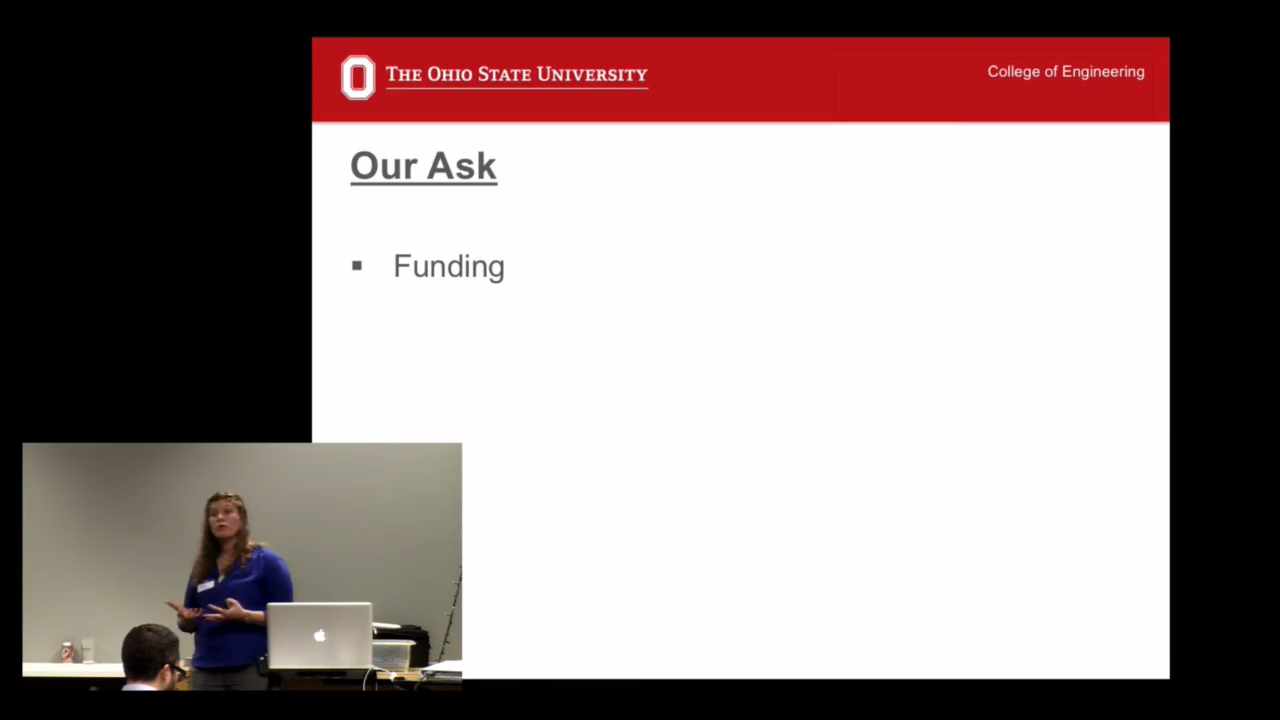 THE OHIO STATE UNIVERSITY
College of Engineering
Our Ask
▪ Funding